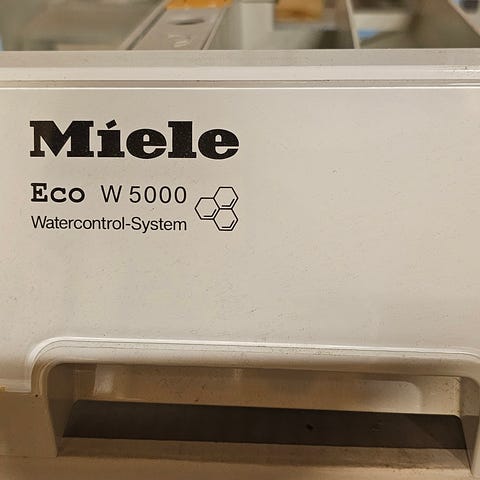 Miele
Eco W 5000
Watercontrol-System